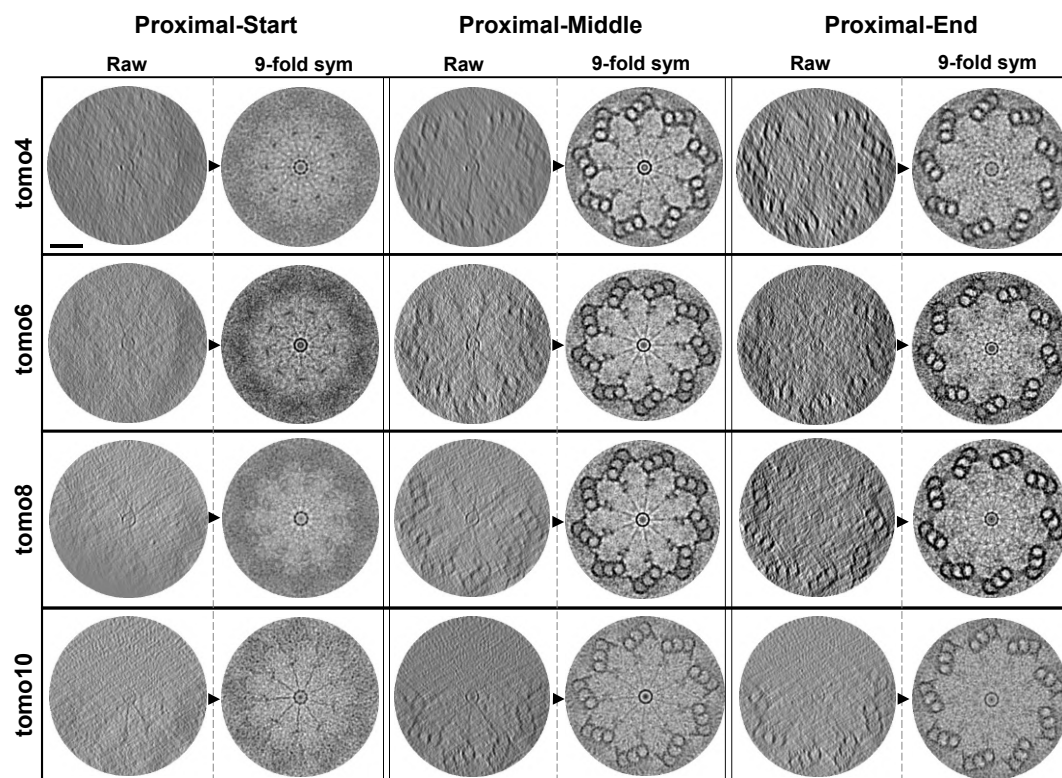 Proximal-Start Proximal-Middle Proximal-End
Raw 9-fold sym Raw 9-fold sym Raw 9-fold sym
tomo4
tomo6
tomo8
tomo10